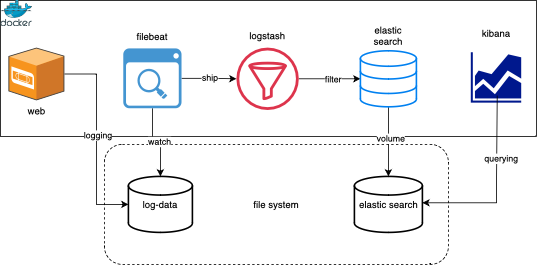 docker
filebeat
logstash
elastic
search
kibana
ship
filter
web
logging
watch
volume
querying
log-data
file system
elastic search